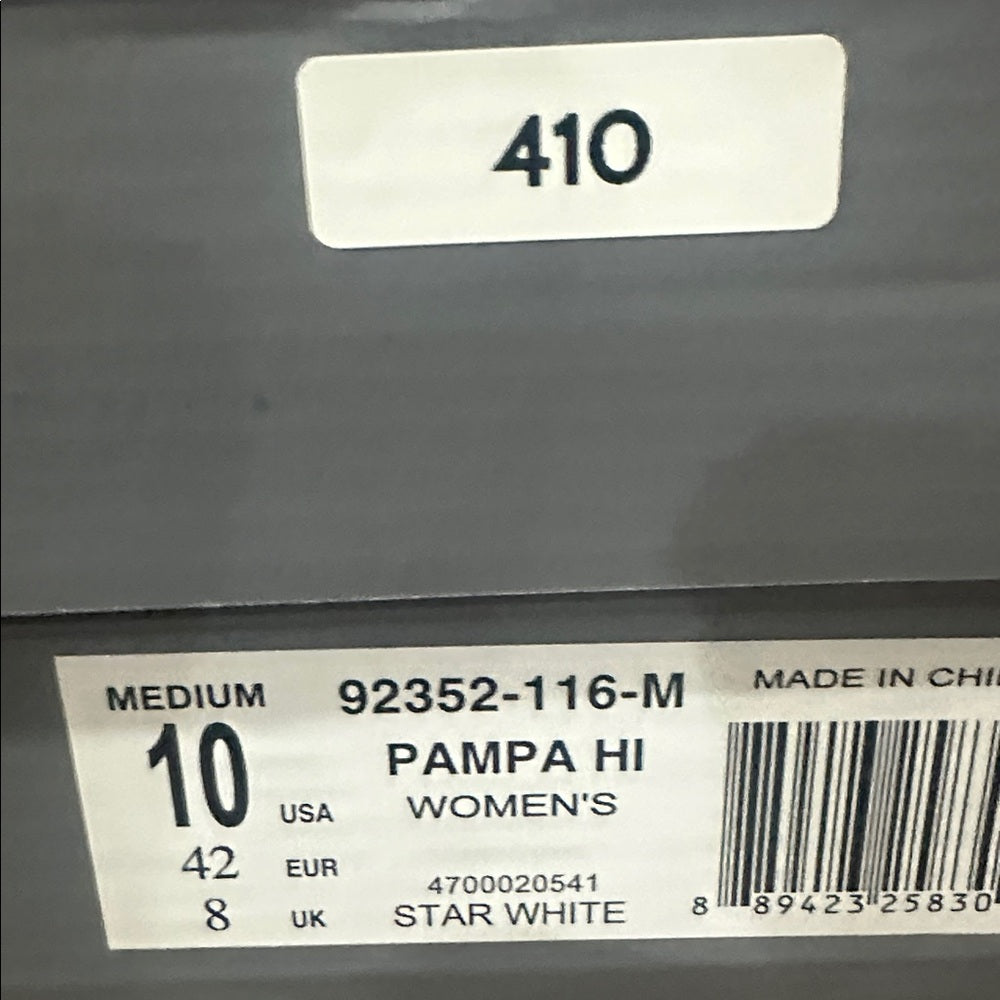 410
MEDIUM
92352-116-M
MADE IN CHI
10 USA
PAMPA HI
WOMEN'S
42 EUR
4700020541
8 UK
STAR WHITE
8 89423 25830